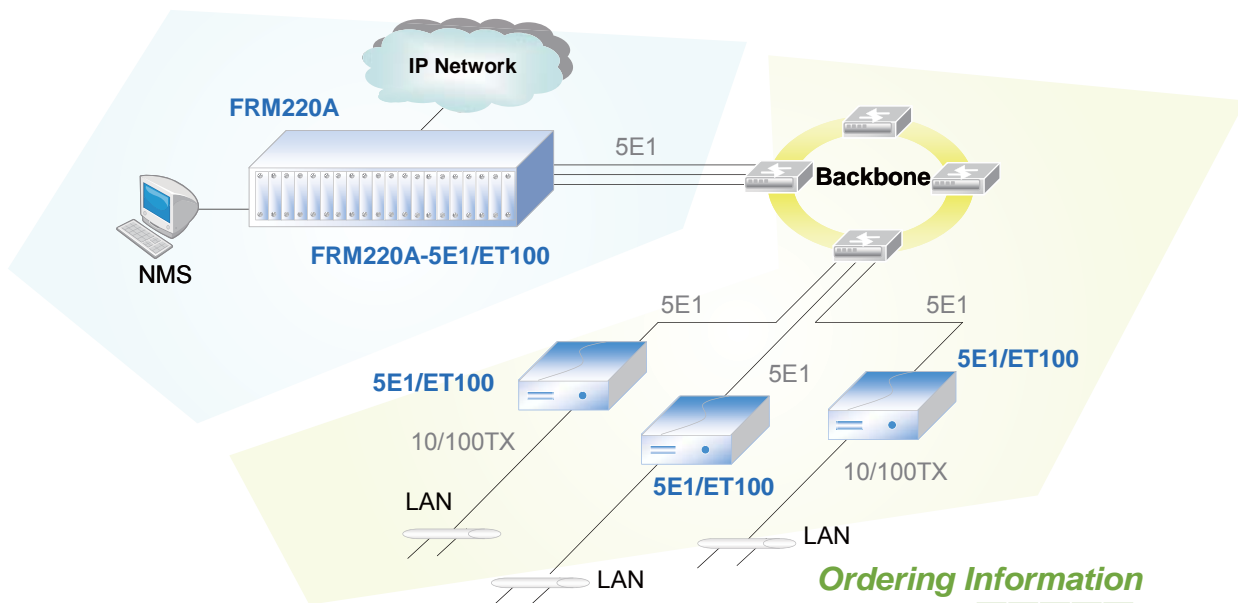 IP Network
FRM220A
5E1
Backbone
FRM220A-5E1/ET100
NMS
5E1
5E1
5E1/ET100
5E1
5E1/ET100
10/100TX
10/100TX
5E1/ET100
LAN
LAN
LAN
Ordering Information